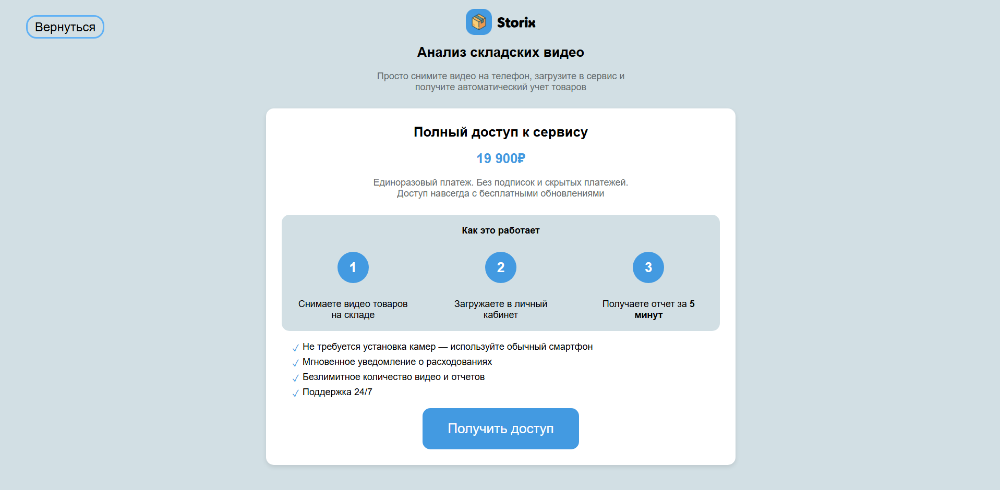 Вернуться
Storix
Анализ складских видео
Просто снимите видео на телефон, загрузите в сервис и
получите автоматический учет товаров
Полный доступ к сервису
19 900₽
Единоразовый платеж. Без подписок и скрытых платежей.
Доступ навсегда с бесплатными обновлениями
Как это работает
1
2
3
Снимаете видео товаров
на складе
Загружаете в личный
кабинет
Получаете отчет за 5
минут
✓ Не требуется установка камер — используйте обычный смартфон
✓ Мгновенное уведомление о расходованиях
✓ Безлимитное количество видео и отчетов
✓ Поддержка 24/7
Получить доступ